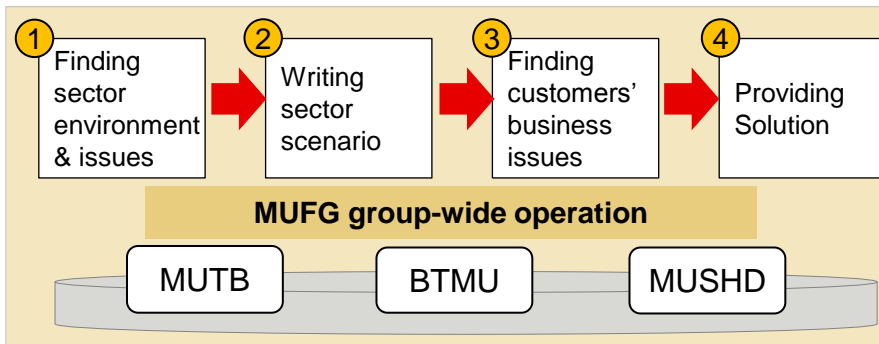 1
Finding
sector
environment
& issues
2
Writing
sector
scenario
3
Finding
customers'
business
issues
4
Providing
Solution
MUFG group-wide operation
MUTB
BTMU
MUSHD